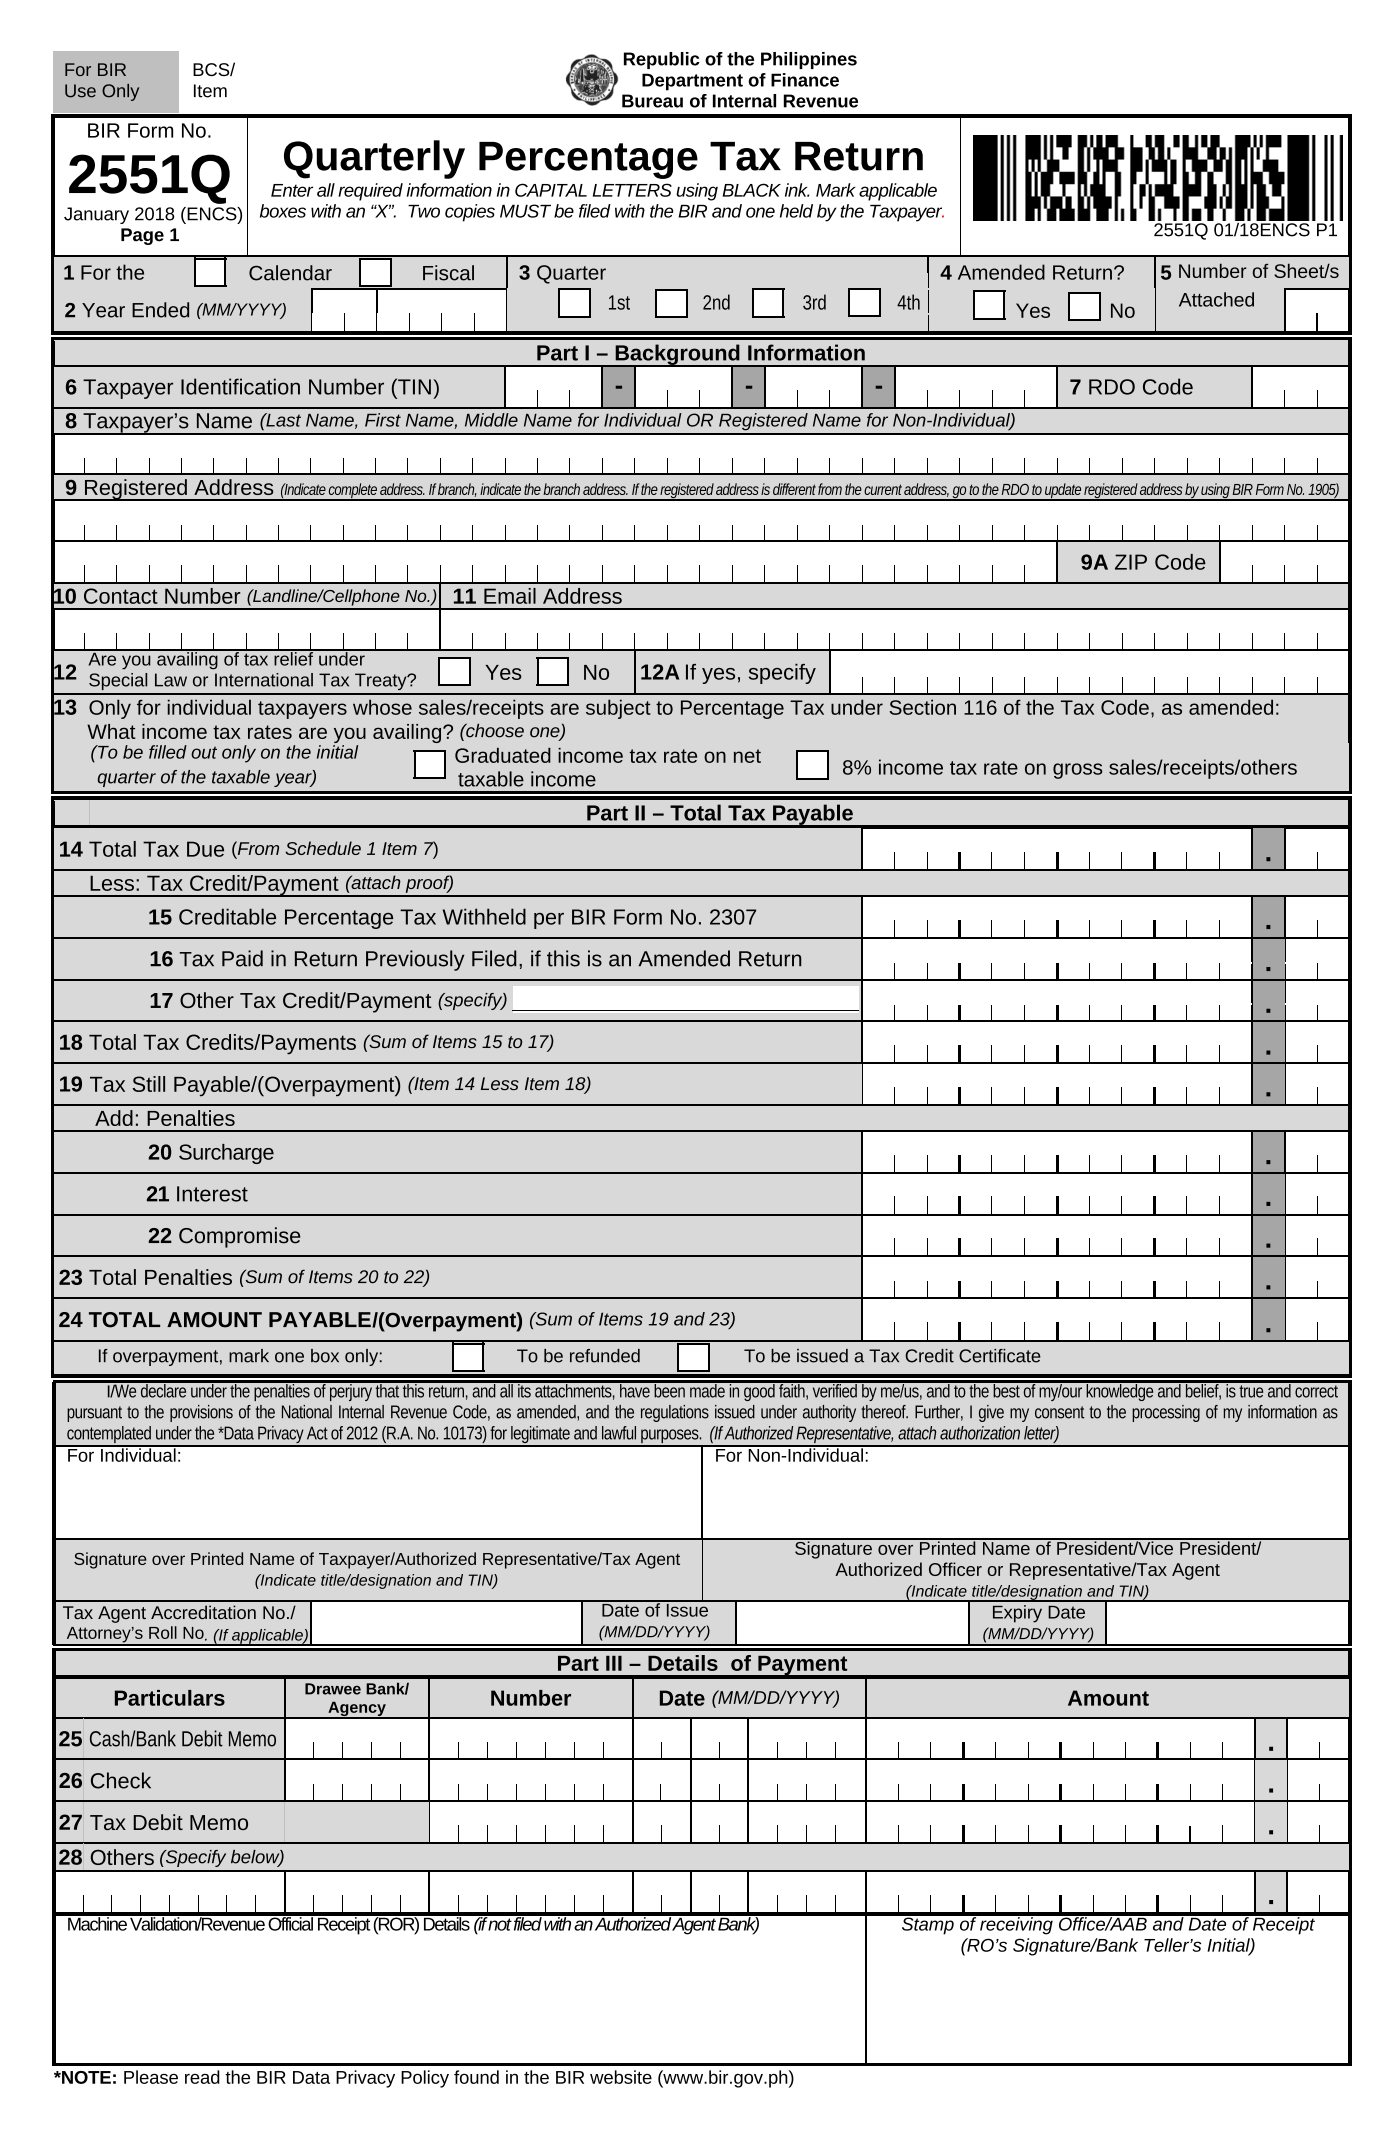 For BIR
Use Only
BCS/
Item
Republic of the Philippines
Department of Finance
Bureau of Internal Revenue
BIR Form No.
2551Q
January 2018 (ENCS)
Page 1
Quarterly Percentage Tax Return
Enter all required information in CAPITAL LETTERS using BLACK ink. Mark applicable
boxes with an “X”. Two copies MUST be filed with the BIR and one held by the Taxpayer.
2551Q 01/18ENCS P1
1 For the Calendar Fiscal
2 Year Ended (MM/YYYY)
3 Quarter
1st 2nd 3rd 4th
4 Amended Return?
Yes No
5 Number of Sheet/s
Attached
Part I – Background Information
6 Taxpayer Identification Number (TIN) - - - 7 RDO Code
8 Taxpayer’s Name (Last Name, First Name, Middle Name for Individual OR Registered Name for Non-Individual)
9 Registered Address (Indicate complete address. If branch, indicate the branch address. If the registered address is different from the current address, go to the RDO to update registered address by using BIR Form No. 1905)
9A ZIP Code
10 Contact Number (Landline/Cellphone No.) 11 Email Address
12 Are you availing of tax relief under
Special Law or International Tax Treaty?
Yes No 12A If yes, specify
13 Only for individual taxpayers whose sales/receipts are subject to Percentage Tax under Section 116 of the Tax Code, as amended:
What income tax rates are you availing? (choose one)
(To be filled out only on the initial
quarter of the taxable year)
Graduated income tax rate on net
taxable income
8% income tax rate on gross sales/receipts/others
Part II – Total Tax Payable
14 Total Tax Due (From Schedule 1 Item 7) .
Less: Tax Credit/Payment (attach proof)
15 Creditable Percentage Tax Withheld per BIR Form No. 2307 .
16 Tax Paid in Return Previously Filed, if this is an Amended Return .
17 Other Tax Credit/Payment (specify) .
18 Total Tax Credits/Payments (Sum of Items 15 to 17) .
19 Tax Still Payable/(Overpayment) (Item 14 Less Item 18) .
Add: Penalties
20 Surcharge .
21 Interest .
22 Compromise .
23 Total Penalties (Sum of Items 20 to 22) .
24 TOTAL AMOUNT PAYABLE/(Overpayment) (Sum of Items 19 and 23) .
If overpayment, mark one box only: To be refunded To be issued a Tax Credit Certificate
I/We declare under the penalties of perjury that this return, and all its attachments, have been made in good faith, verified by me/us, and to the best of my/our knowledge and belief, is true and correct
pursuant to the provisions of the National Internal Revenue Code, as amended, and the regulations issued under authority thereof. Further, I give my consent to the processing of my information as
contemplated under the *Data Privacy Act of 2012 (R.A. No. 10173) for legitimate and lawful purposes. (If Authorized Representative, attach authorization letter)
For Individual:
For Non-Individual:
Signature over Printed Name of Taxpayer/Authorized Representative/Tax Agent
(Indicate title/designation and TIN)
Signature over Printed Name of President/Vice President/
Authorized Officer or Representative/Tax Agent
(Indicate title/designation and TIN)
Tax Agent Accreditation No./
Attorney’s Roll No. (If applicable)
Date of Issue
(MM/DD/YYYY)
Expiry Date
(MM/DD/YYYY)
Part III – Details of Payment
Particulars
Drawee Bank/
Agency
Number
Date (MM/DD/YYYY)
Amount
25 Cash/Bank Debit Memo .
26 Check .
27 Tax Debit Memo .
28 Others (Specify below)
.
Machine Validation/Revenue Official Receipt (ROR) Details (if not filed with an Authorized Agent Bank)
Stamp of receiving Office/AAB and Date of Receipt
(RO’s Signature/Bank Teller’s Initial)
*NOTE: Please read the BIR Data Privacy Policy found in the BIR website (www.bir.gov.ph)